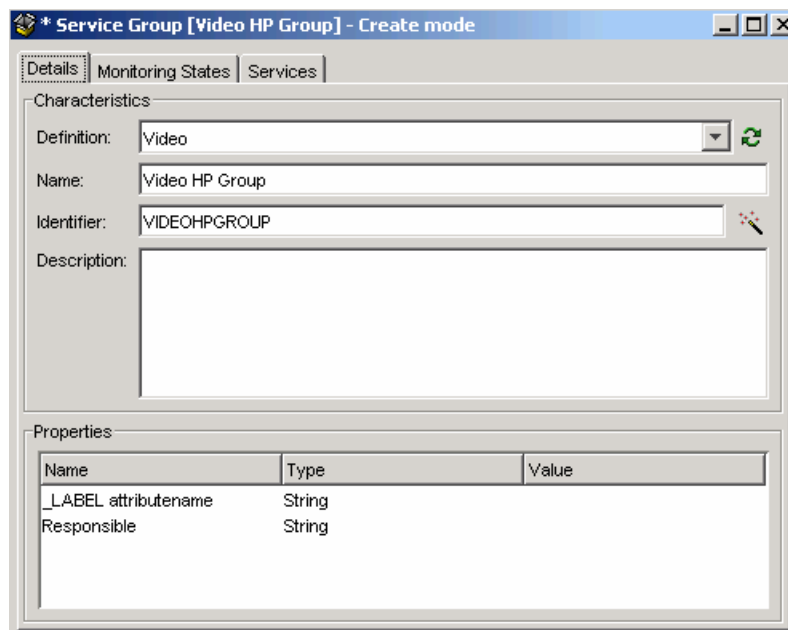 * Service Group [Video HP Group] - Create mode
Details Monitoring States Services
Characteristics
Definition: Video
Name: Video HP Group
Identifier: VIDEOHPGROUP
Description:
Properties
Name Type Value
_LABEL attributename String
Responsible String